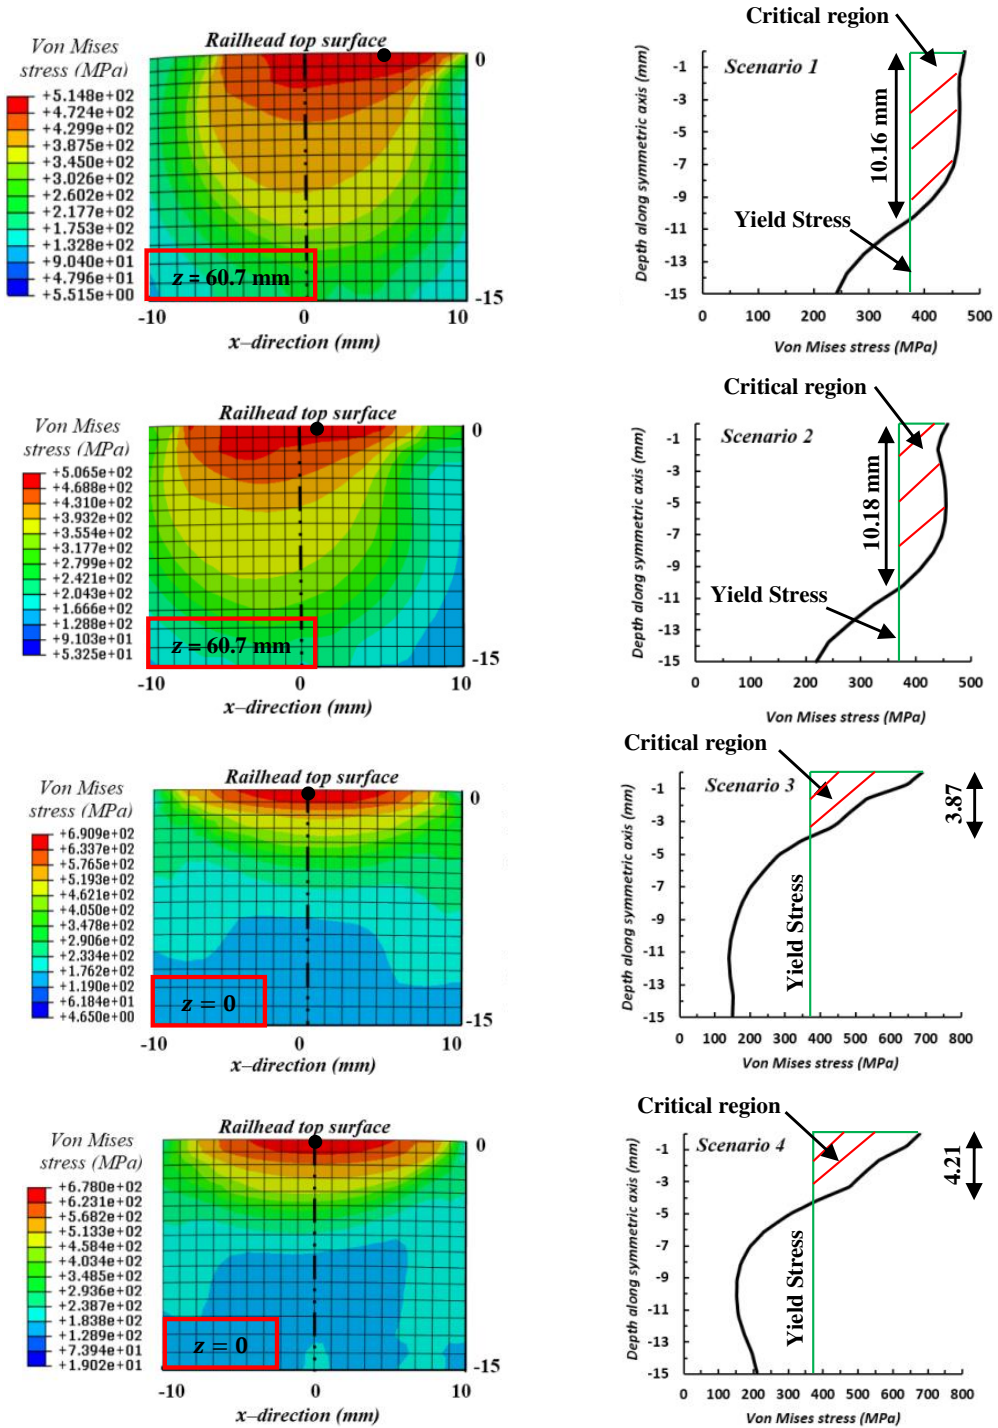 Von Mises
stress (MPa)
+5.148e+02
+4.724e+02
+4.299e+02
+3.875e+02
+3.450e+02
+3.026e+02
+2.602e+02
+2.177e+02
+1.753e+02
+1.328e+02
+9.040e+01
+4.796e+01
+5.515e+00
Railhead top surface
0
z = 60.7 mm
-15
-10
0
10
x–direction (mm)
Critical region
Scenario 1
10.16 mm
Yield Stress
Depth along symmetric axis (mm)
-1
-3
-5
-7
-9
-11
-13
-15
0
100
200
300
400
500
Von Mises stress (MPa)
Von Mises
stress (MPa)
+5.065e+02
+4.688e+02
+4.310e+02
+3.932e+02
+3.554e+02
+3.177e+02
+2.799e+02
+2.421e+02
+2.043e+02
+1.666e+02
+1.288e+02
+9.103e+01
+5.325e+01
Railhead top surface
0
z = 60.7 mm
-15
-10
0
10
x–direction (mm)
Critical region
Scenario 2
10.18 mm
Yield Stress
Depth along symmetric axis (mm)
-1
-3
-5
-7
-9
-11
-13
-15
0
100
200
300
400
500
Von Mises stress (MPa)
Von Mises
stress (MPa)
+6.909e+02
+6.337e+02
+5.765e+02
+5.193e+02
+4.621e+02
+4.050e+02
+3.478e+02
+2.906e+02
+2.334e+02
+1.762e+02
+1.190e+02
+6.184e+01
+4.650e+00
Railhead top surface
0
z = 0
-15
-10
0
10
x–direction (mm)
Critical region
Scenario 3
3.87
Yield Stress
Depth along symmetric axis (mm)
-1
-3
-5
-7
-9
-11
-13
-15
0
100
200
300
400
500
600
700
800
Von Mises stress (MPa)
Von Mises
stress (MPa)
+6.780e+02
+6.231e+02
+5.682e+02
+5.133e+02
+4.584e+02
+4.034e+02
+3.485e+02
+2.936e+02
+2.387e+02
+1.838e+02
+1.289e+02
+7.394e+01
+1.902e+01
Railhead top surface
0
z = 0
-15
-10
0
10
x–direction (mm)
Critical region
Scenario 4
4.21
Yield Stress
Depth along symmetric axis (mm)
-1
-3
-5
-7
-9
-11
-13
-15
0
100
200
300
400
500
600
700
800
Von Mises stress (MPa)